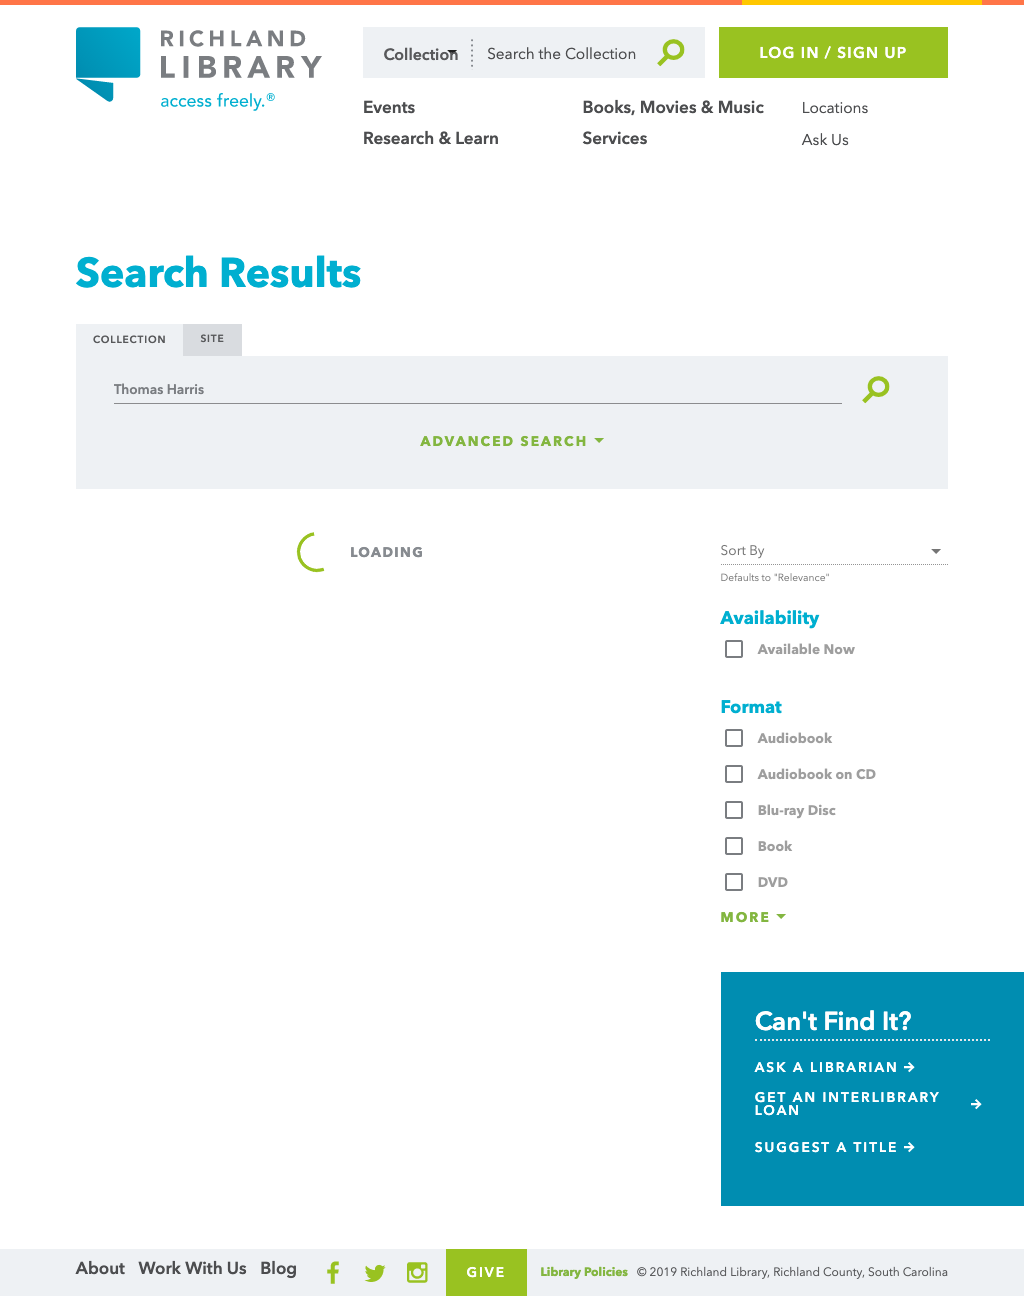 RICHLAND
LIBRARY
access freely.®
Collection
Search the Collection
LOG IN / SIGN UP
Events
Books, Movies & Music
Locations
Research & Learn
Services
Ask Us
Search Results
COLLECTION
SITE
Thomas Harris
ADVANCED SEARCH
LOADING
Sort By
Defaults to "Relevance"
Availability
Available Now
Format
Audiobook
Audiobook on CD
Blu-ray Disc
Book
DVD
MORE
Can't Find It?
ASK A LIBRARIAN →
GET AN INTERLIBRARY
LOAN →
SUGGEST A TITLE →
About Work With Us Blog
GIVE
Library Policies © 2019 Richland Library, Richland County, South Carolina